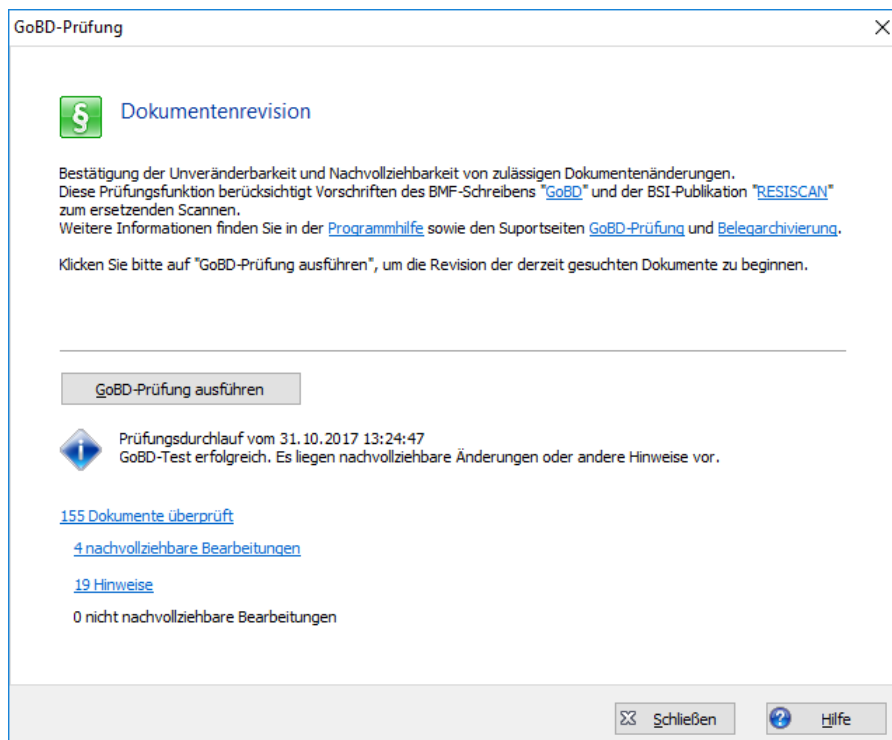 GoBD-Prüfung
§ Dokumentenrevision
Bestätigung der Unveränderbarkeit und Nachvollziehbarkeit von zulässigen Dokumentenänderungen.
Diese Prüfungsfunktion berücksichtigt Vorschriften des BMF-Schreibens "GoBD" und der BSI-Publikation "RESISCAN"
zum ersetzenden Scannen.
Weitere Informationen finden Sie in der Programmhilfe sowie den Suportseiten GoBD-Prüfung und Belegarchivierung.
Klicken Sie bitte auf "GoBD-Prüfung ausführen", um die Revision der derzeit gesuchten Dokumente zu beginnen.
GoBD-Prüfung ausführen
Prüfungsdurchlauf vom 31.10.2017 13:24:47
GoBD-Test erfolgreich. Es liegen nachvollziehbare Änderungen oder andere Hinweise vor.
155 Dokumente überprüft
4 nachvollziehbare Bearbeitungen
19 Hinweise
0 nicht nachvollziehbare Bearbeitungen
Schließen
Hilfe